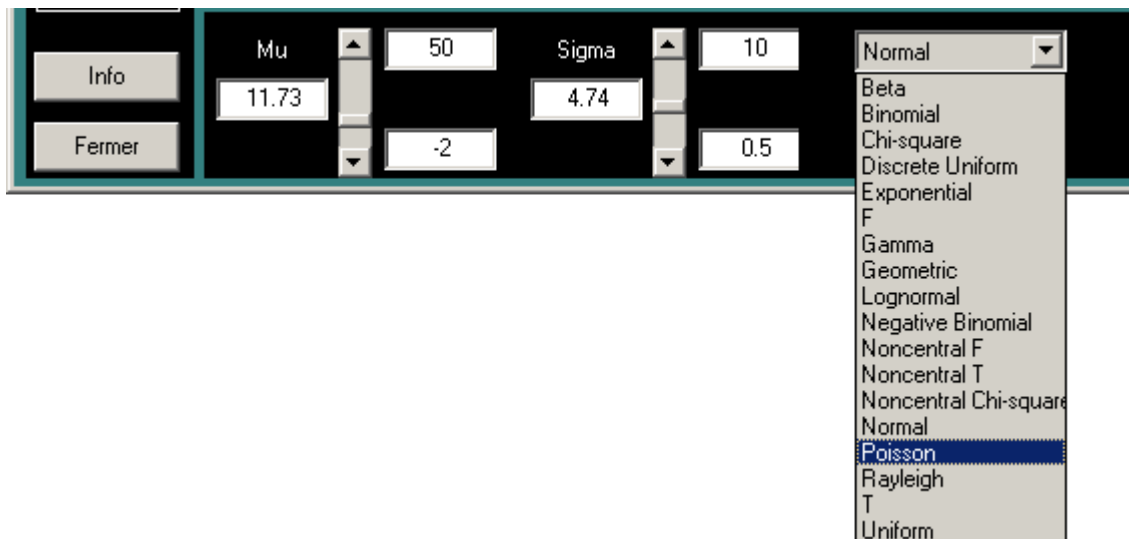 Info
Fermer
Mu
11.73
50
-2
Sigma
4.74
10
0.5
Normal
Beta
Binomial
Chi-square
Discrete Uniform
Exponential
F
Gamma
Geometric
Lognormal
Negative Binomial
Noncentral F
Noncentral T
Noncentral Chi-square
Normal
Poisson
Rayleigh
T
Uniform